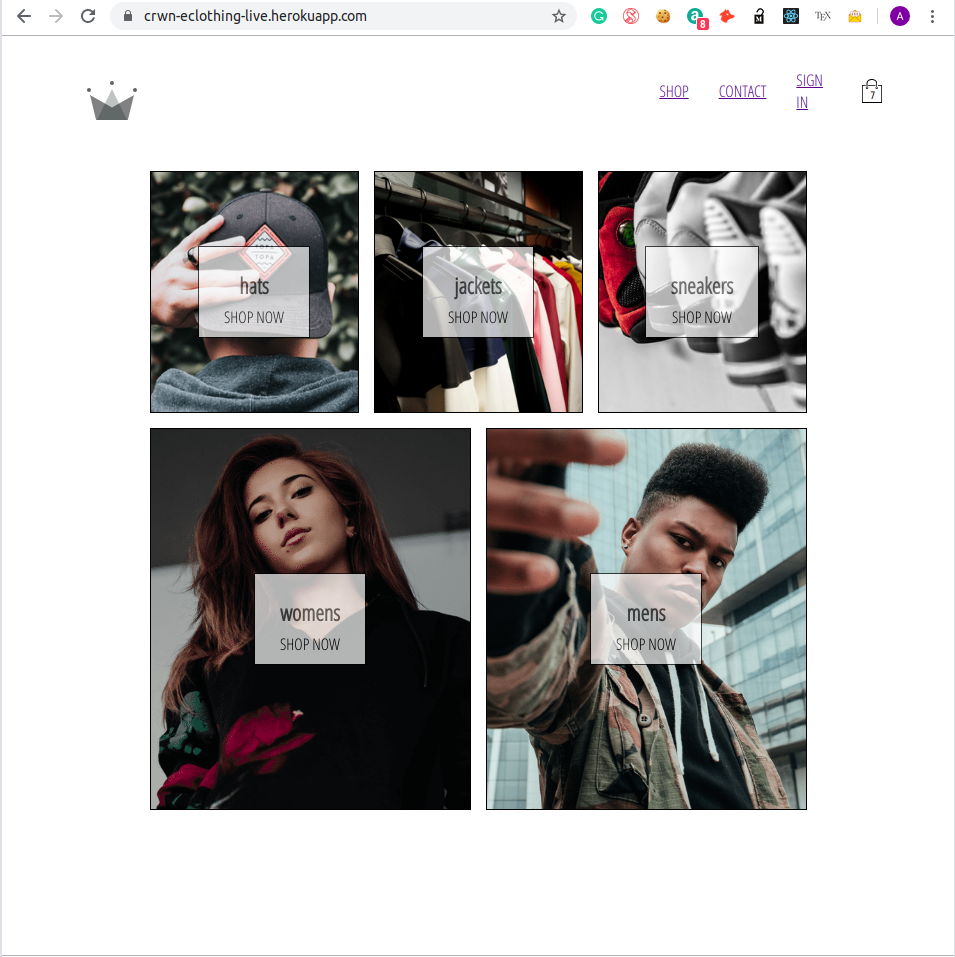 crwn-eclothing-live.herokuapp.com
8
M
TEX
A
SHOP
CONTACT
SIGN
IN
7
TOPA
hats
SHOP NOW
jackets
SHOP NOW
sneakers
SHOP NOW
womens
SHOP NOW
mens
SHOP NOW